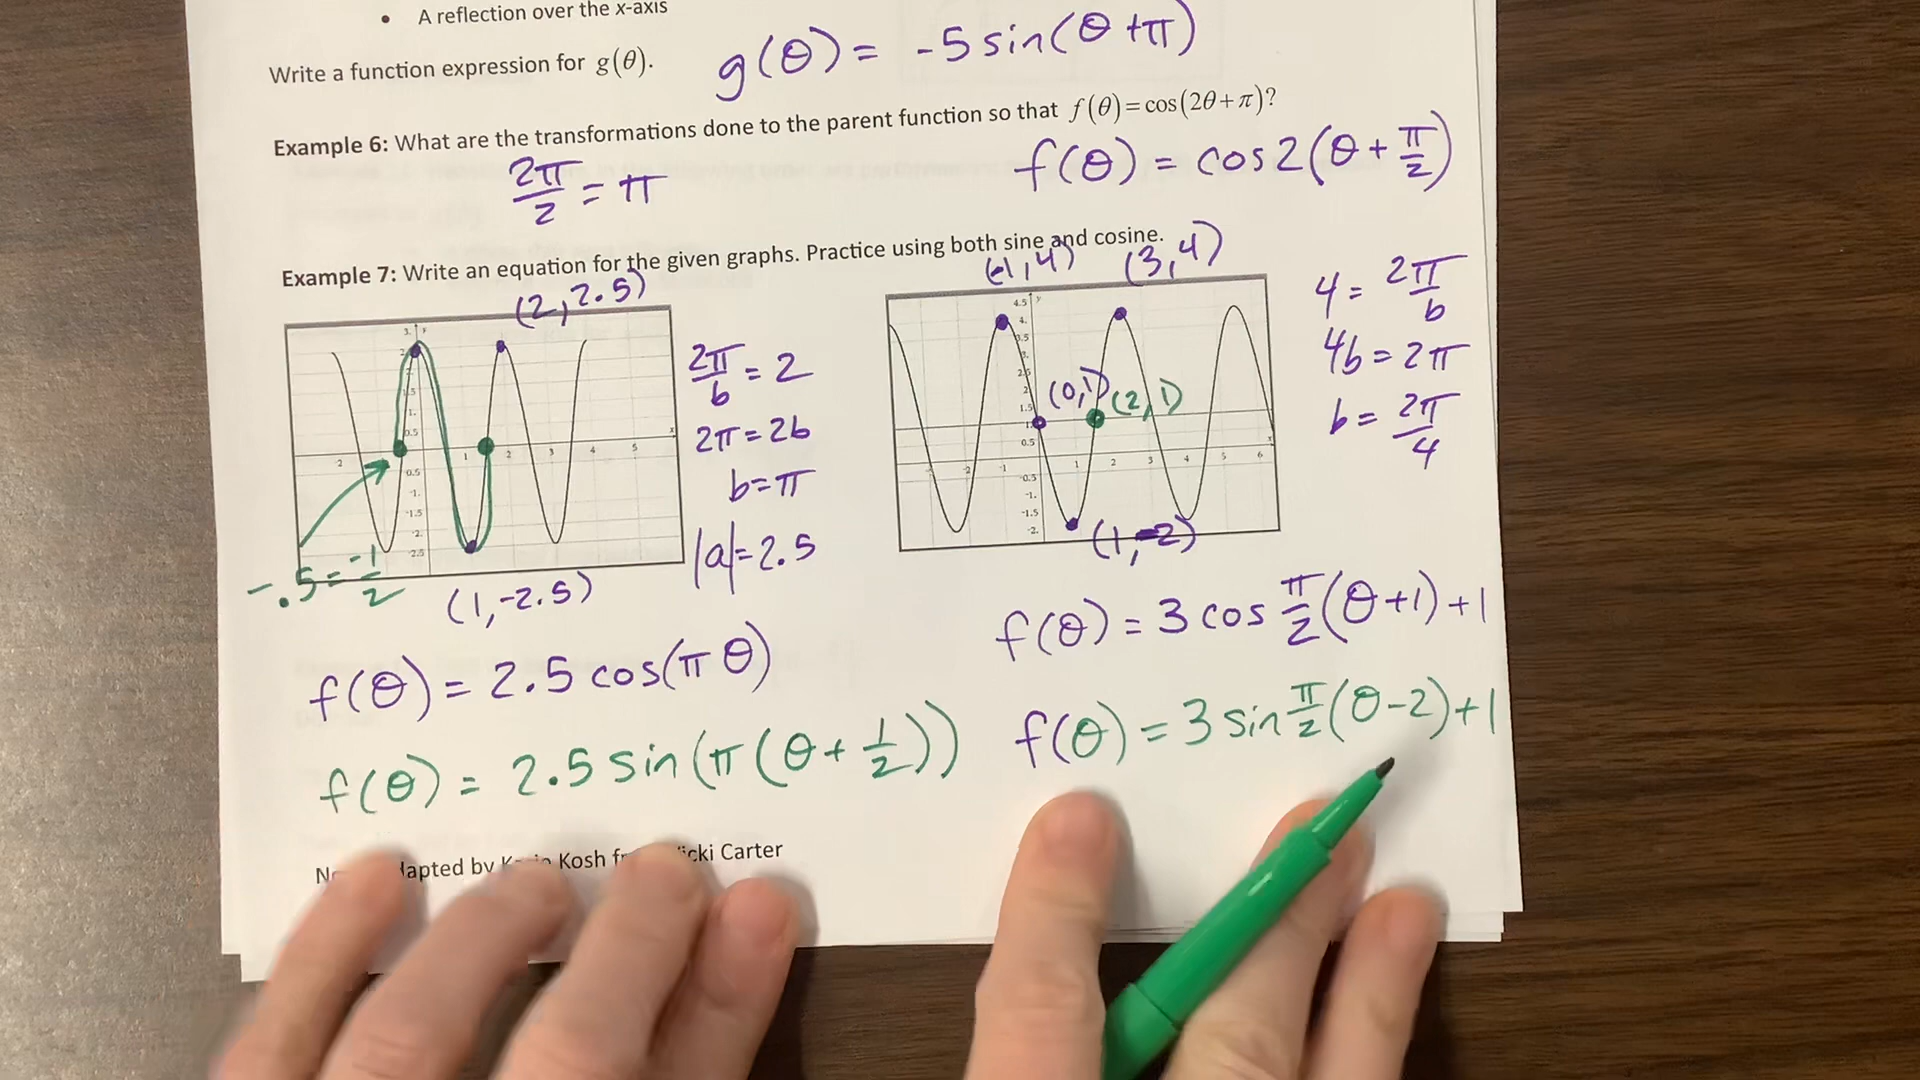 • A reflection over the x-axis
Write a function expression for g(θ). g(θ) = -5 sin(θ+π)
Example 6: What are the transformations done to the parent function so that f(θ)=cos(2θ+π)?
2π/2 = π
f(θ) = cos2(θ+π/2)
Example 7: Write an equation for the given graphs. Practice using both sine and cosine.
(2,2.5)
2π/b = 2
2π=2b
b=π
|a|=2.5
-.5=-1/2
(1,-2.5)
f(θ) = 2.5 cos(πθ)
f(θ) = 2.5 sin(π(θ+1/2))
(-1,4) (3,4)
(0,1) (2,1)
(1,-2)
4=2π/b
4b=2π
b=2π/4
f(θ) = 3 cos π/2(θ+1)+1
f(θ) = 3 sin π/2(θ-2)+1
Kosh
Carter